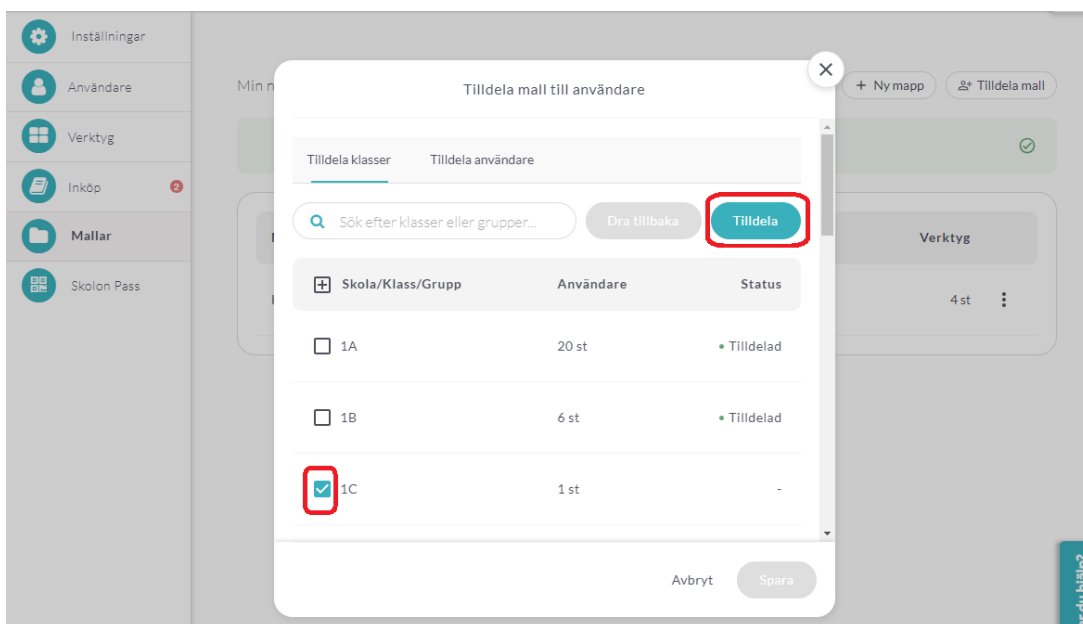 Inställningar
Användare
Verktyg
Inköp 2
Mallar
Skolon Pass
Min n
+ Ny mapp
Tilldela mall
Verktyg
4 st
Tilldela mall till användare
Tilldela klasser Tilldela användare
Sök efter klasser eller grupper...
Dra tillbaka
Tilldela
Skola/Klass/Grupp Användare Status
1A 20 st • Tilldelad
1B 6 st • Tilldelad
1C 1 st -
Avbryt Spara
du hjälp?